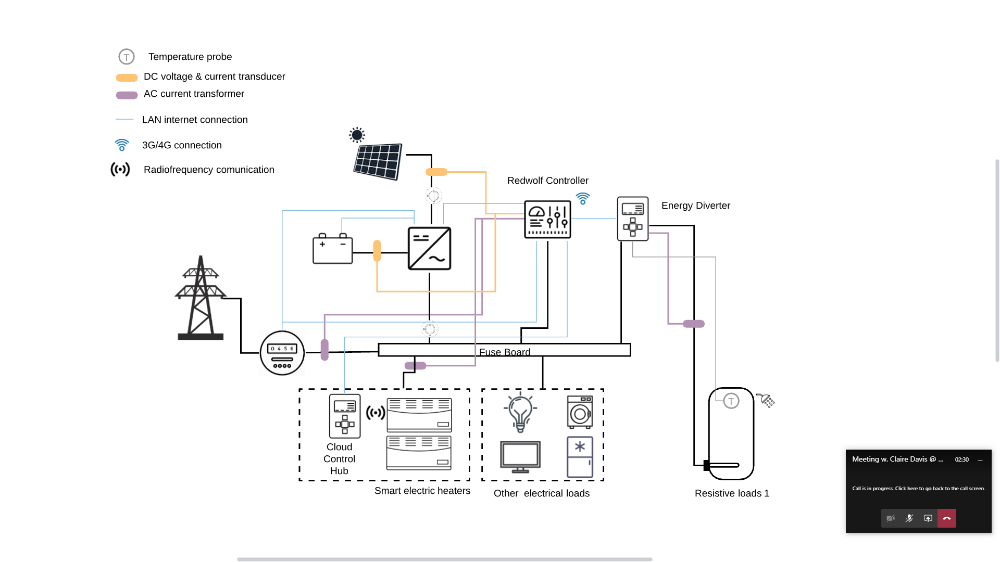 T
Temperature probe
DC voltage & current transducer
AC current transformer
LAN internet connection
3G/4G connection
Radiofrequency comunication
Redwolf Controller
Energy Diverter
+ −
0 4 5 6
Fuse Board
T
Cloud
Control
Hub
Smart electric heaters
Other electrical loads
Resistive loads 1
Meeting w. Claire Davis @ ...
02:30
Call is in progress. Click here to go back to the call screen.